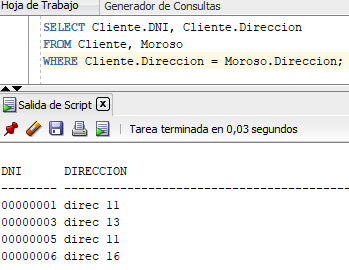 Hoja de Trabajo Generador de Consultas
SELECT Cliente.DNI, Cliente.Direccion
FROM Cliente, Moroso
WHERE Cliente.Direccion = Moroso.Direccion;
Salida de Script X
Tarea terminada en 0,03 segundos
DNI DIRECCION
--------- ----------------------------------------
00000001 direc 11
00000003 direc 13
00000005 direc 11
00000006 direc 16